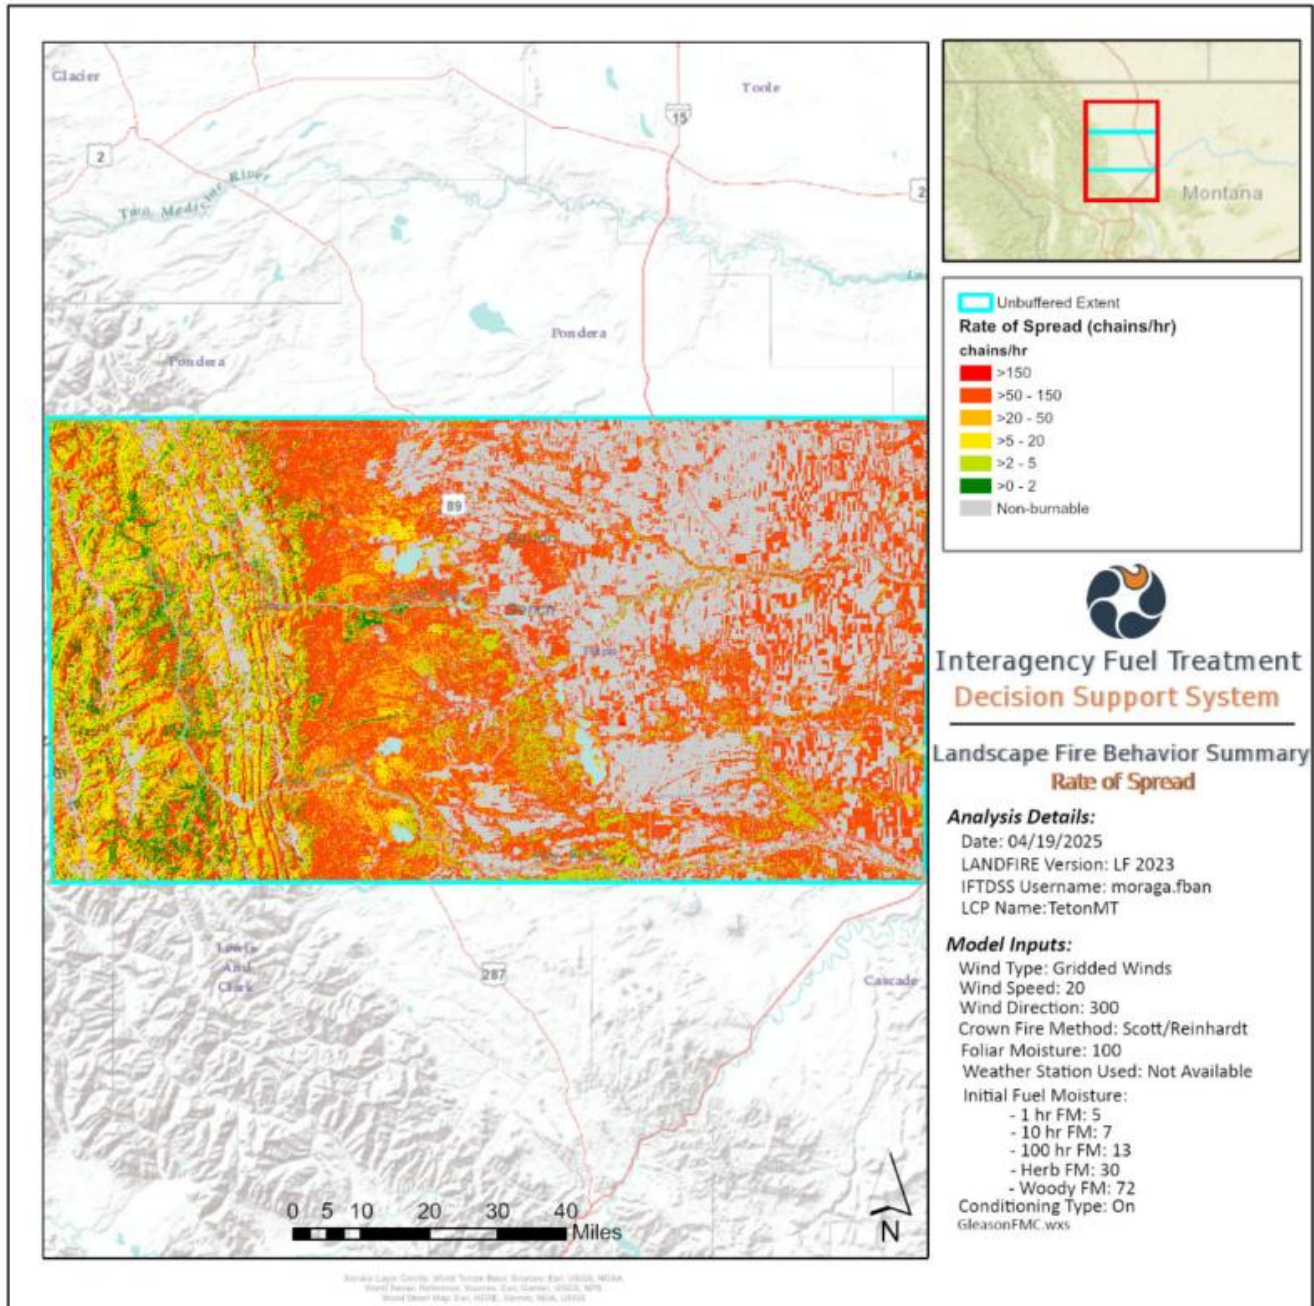 Glacier
Toole
15
2
Two Medicine River
2
Pondera
Pondera
89
287
Lewis
And
Clark
Cascade
0 5 10 20 30 40
Miles
N
Montana
Unbuffered Extent
Rate of Spread (chains/hr)
chains/hr
>150
>50 - 150
>20 - 50
>5 - 20
>2 - 5
>0 - 2
Non-burnable
Interagency Fuel Treatment
Decision Support System
Landscape Fire Behavior Summary
Rate of Spread
Analysis Details:
Date: 04/19/2025
LANDFIRE Version: LF 2023
IFTDSS Username: moraga.fban
LCP Name:TetonMT
Model Inputs:
Wind Type: Gridded Winds
Wind Speed: 20
Wind Direction: 300
Crown Fire Method: Scott/Reinhardt
Foliar Moisture: 100
Weather Station Used: Not Available
Initial Fuel Moisture:
- 1 hr FM: 5
- 10 hr FM: 7
- 100 hr FM: 13
- Herb FM: 30
- Woody FM: 72
Conditioning Type: On
GleasonFMC.wxs